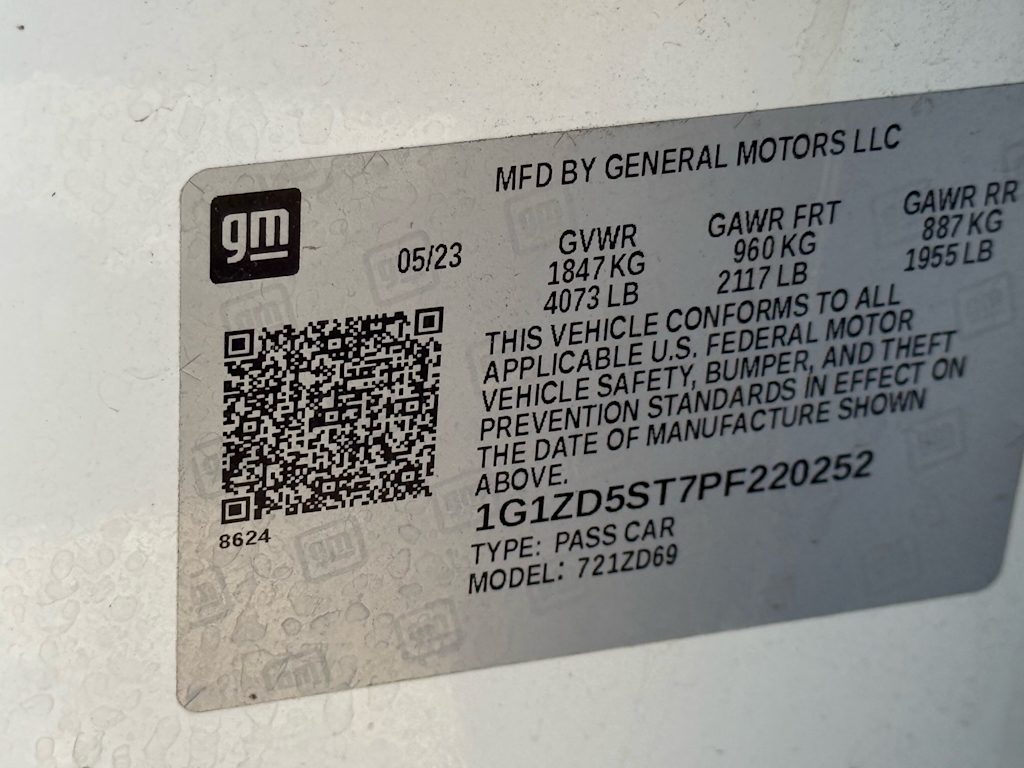 gm
MFD BY GENERAL MOTORS LLC
05/23
GVWR
1847 KG
4073 LB
GAWR FRT
960 KG
2117 LB
GAWR RR
887 KG
1955 LB
THIS VEHICLE CONFORMS TO ALL
APPLICABLE U.S. FEDERAL MOTOR
VEHICLE SAFETY, BUMPER, AND THEFT
PREVENTION STANDARDS IN EFFECT ON
THE DATE OF MANUFACTURE SHOWN
ABOVE.
1G1ZD5ST7PF220252
TYPE: PASS CAR
MODEL: 721ZD69
8624